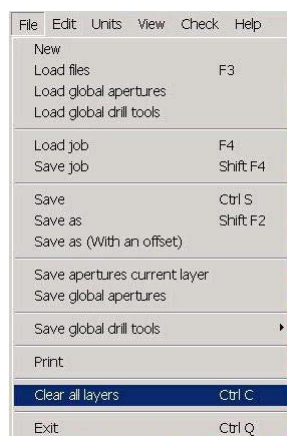 File Edit Units View Check Help
New
Load files F3
Load global apertures
Load global drill tools
Load job F4
Save job Shift F4
Save Ctrl S
Save as Shift F2
Save as (With an offset)
Save apertures current layer
Save global apertures
Save global drill tools
Print
Clear all layers Ctrl C
Exit Ctrl Q